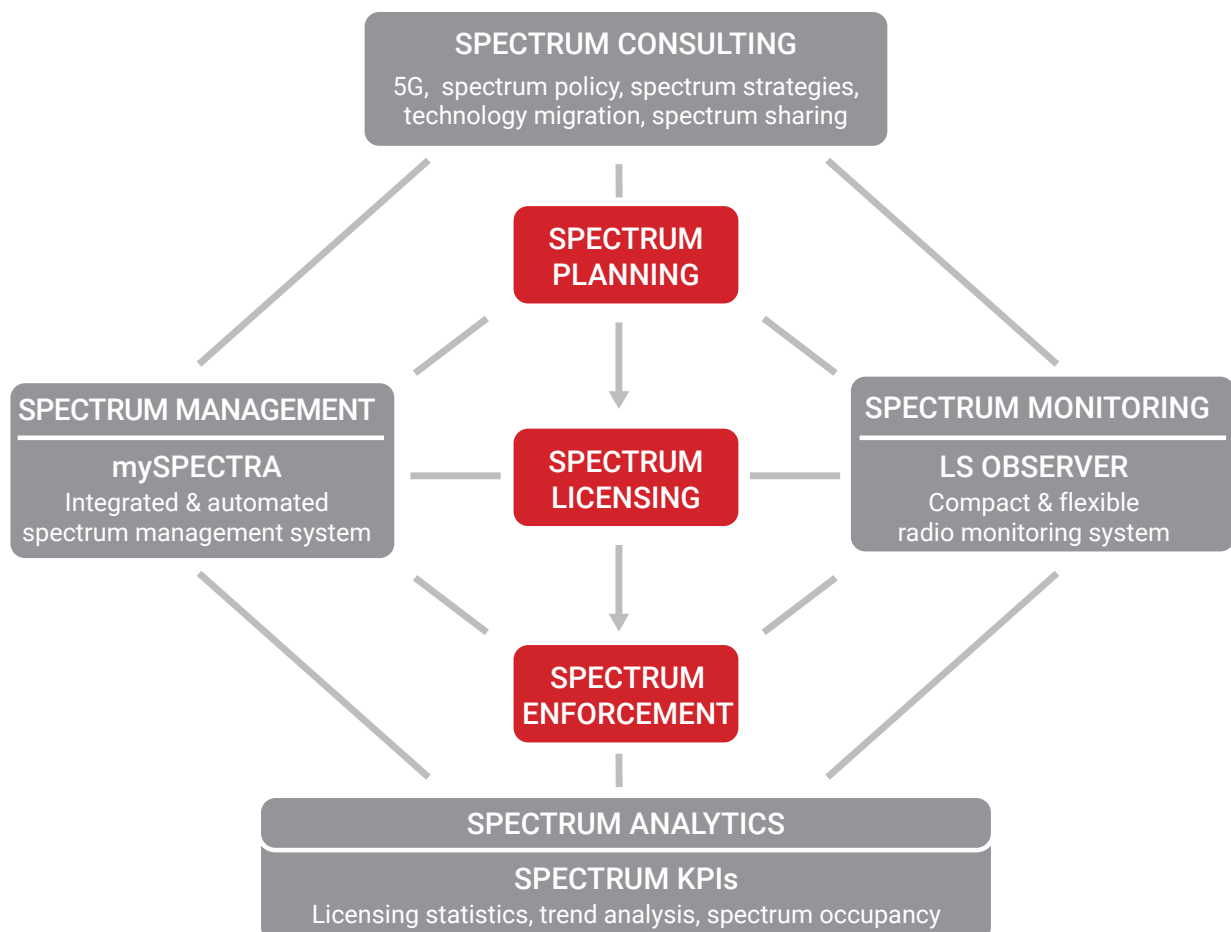 SPECTRUM CONSULTING
5G, spectrum policy, spectrum strategies,
technology migration, spectrum sharing
SPECTRUM
PLANNING
SPECTRUM MANAGEMENT
mySPECTRA
Integrated & automated
spectrum management system
SPECTRUM
LICENSING
SPECTRUM MONITORING
LS OBSERVER
Compact & flexible
radio monitoring system
SPECTRUM
ENFORCEMENT
SPECTRUM ANALYTICS
SPECTRUM KPIs
Licensing statistics, trend analysis, spectrum occupancy